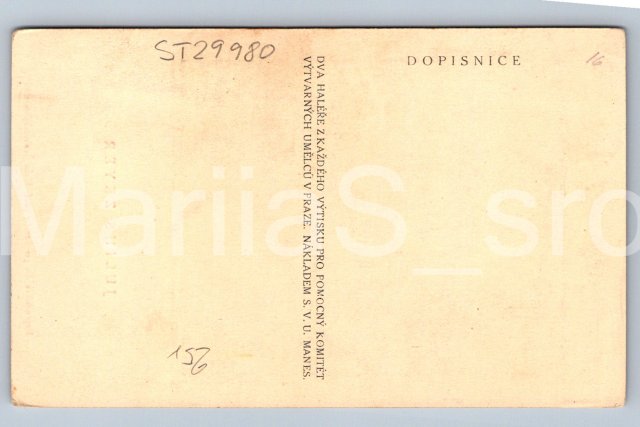 ST29980
DOPISNICE
16
DVA HALÉŘE Z KAŽDÉHO VÝTISKU PRO POMOCNÝ KOMITÉT
VÝTVARNÝCH UMĚLCŮ V PRAZE. NÁKLADEM S. V. U. MANES.
MariiaS_sro
156